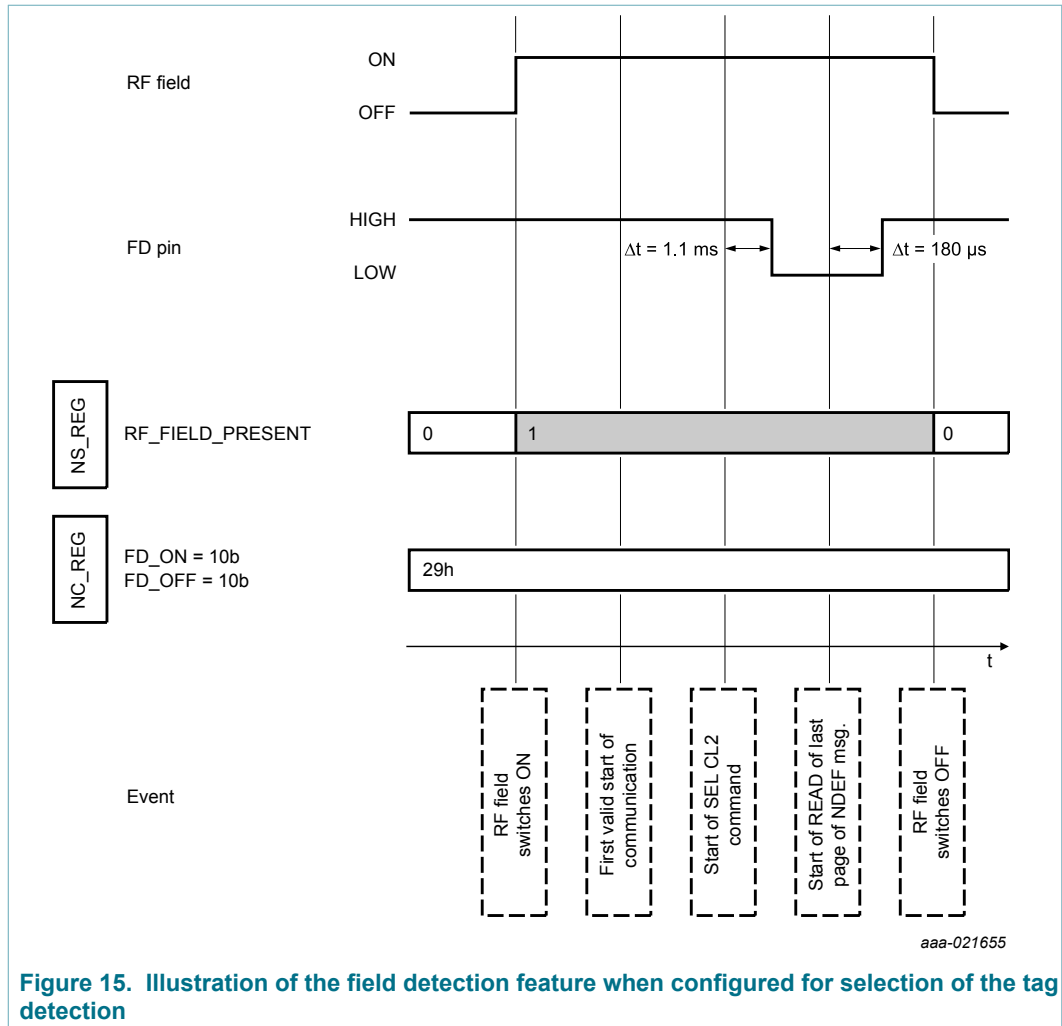 ON
RF field
OFF
HIGH
FD pin
Δt = 1.1 ms
Δt = 180 μs
LOW
NS_REG
RF_FIELD_PRESENT
0
1
0
NC_REG
FD_ON = 10b
FD_OFF = 10b
29h
t
Event
RF field
switches ON
First valid start of
communication
Start of SEL CL2
command
Start of READ of last
page of NDEF msg.
RF field
switches OFF
aaa-021655
Figure 15. Illustration of the field detection feature when configured for selection of the tag
detection